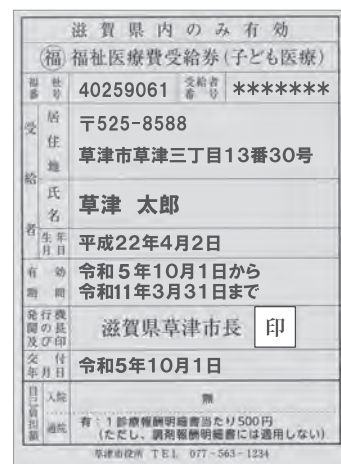 滋賀県内のみ有効
福 福祉医療費受給券(子ども医療)
福祉番号 40259061 受給者番号 *******
受給者
居住地 〒525-8588
草津市草津三丁目13番30号
氏名 草津 太郎
生年月日 平成22年4月2日
有効期間 令和5年10月1日から
令和11年3月31日まで
発行機関の長及び印 滋賀県草津市長 印
交付年月日 令和5年10月1日
自己負担額
入院 無
通院 有:1診療報酬明細書当たり500円
(ただし、調剤報酬明細書には適用しない)
草津市役所 TEL 077-563-1234